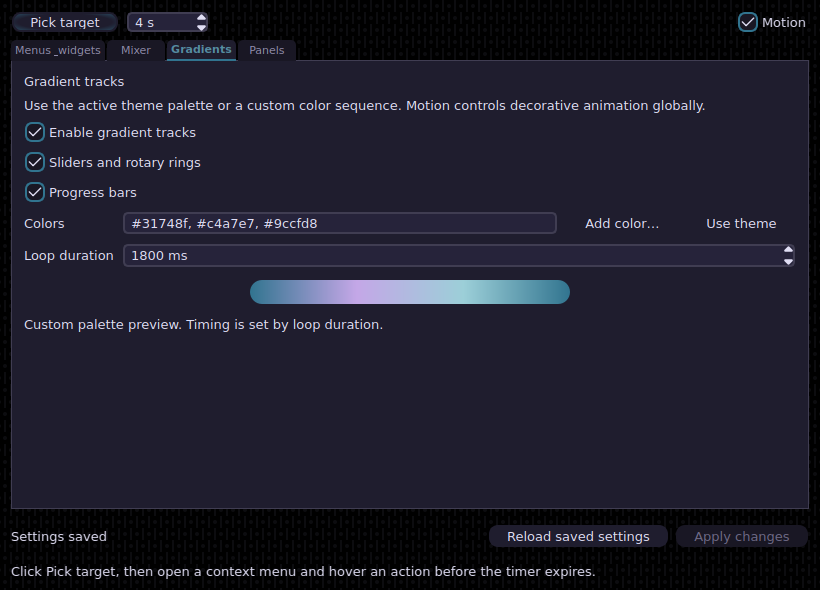 Pick target 4 s Motion
Menus _widgets Mixer Gradients Panels
Gradient tracks
Use the active theme palette or a custom color sequence. Motion controls decorative animation globally.
Enable gradient tracks
Sliders and rotary rings
Progress bars
Colors #31748f, #c4a7e7, #9ccfd8 Add color... Use theme
Loop duration 1800 ms
Custom palette preview. Timing is set by loop duration.
Settings saved Reload saved settings Apply changes
Click Pick target, then open a context menu and hover an action before the timer expires.